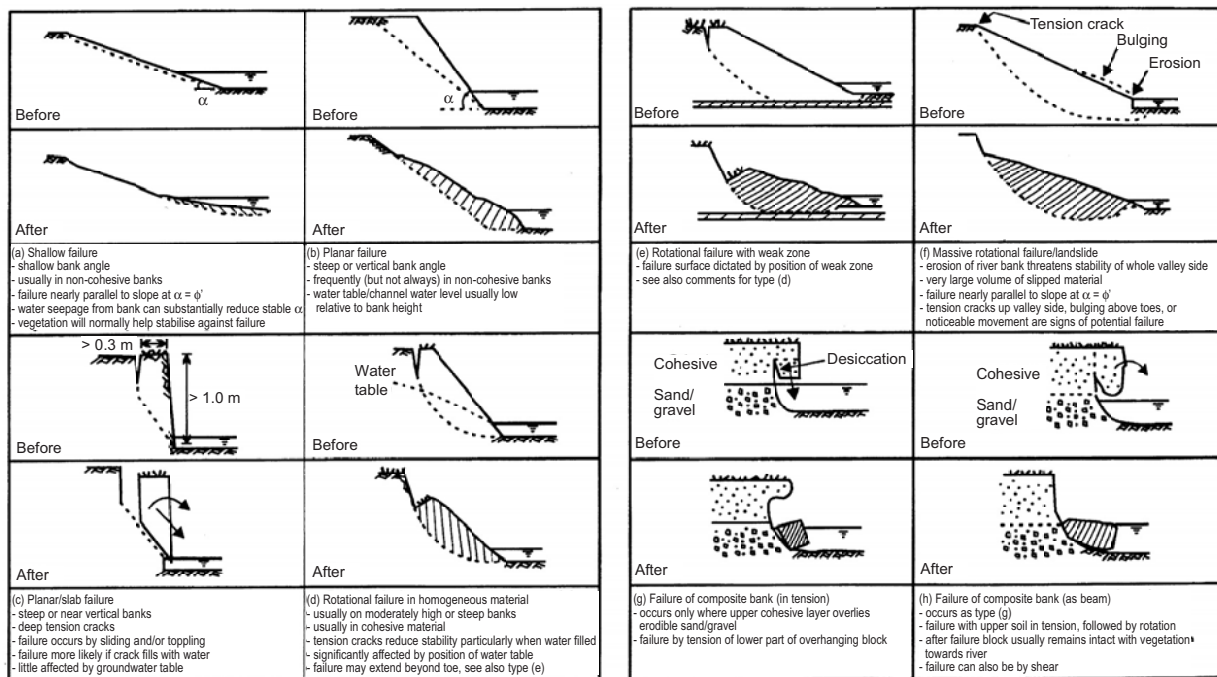 α
Before
α
Before
After
After
(a) Shallow failure
- shallow bank angle
- usually in non-cohesive banks
- failure nearly parallel to slope at α = ϕ'
- water seepage from bank can substantially reduce stable α
- vegetation will normally help stabilise against failure
(b) Planar failure
- steep or vertical bank angle
- frequently (but not always) in non-cohesive banks
- water table/channel water level usually low
relative to bank height
> 0.3 m
> 1.0 m
Before
Water
table
Before
After
After
(c) Planar/slab failure
- steep or near vertical banks
- deep tension cracks
- failure occurs by sliding and/or toppling
- failure more likely if crack fills with water
- little affected by groundwater table
(d) Rotational failure in homogeneous material
- usually on moderately high or steep banks
- usually in cohesive material
- tension cracks reduce stability particularly when water filled
- significantly affected by position of water table
- failure may extend beyond toe, see also type (e)
Before
Tension crack
Bulging
Erosion
Before
After
After
(e) Rotational failure with weak zone
- failure surface dictated by position of weak zone
- see also comments for type (d)
(f) Massive rotational failure/landslide
- erosion of river bank threatens stability of whole valley side
- very large volume of slipped material
- failure nearly parallel to slope at α = ϕ'
- tension cracks up valley side, bulging above toes, or
noticeable movement are signs of potential failure
Cohesive
Desiccation
Sand/
gravel
Before
Cohesive
Sand/
gravel
Before
After
After
(g) Failure of composite bank (in tension)
- occurs only where upper cohesive layer overlies
erodible sand/gravel
- failure by tension of lower part of overhanging block
(h) Failure of composite bank (as beam)
- occurs as type (g)
- failure with upper soil in tension, followed by rotation
- after failure block usually remains intact with vegetation
towards river
- failure can also be by shear